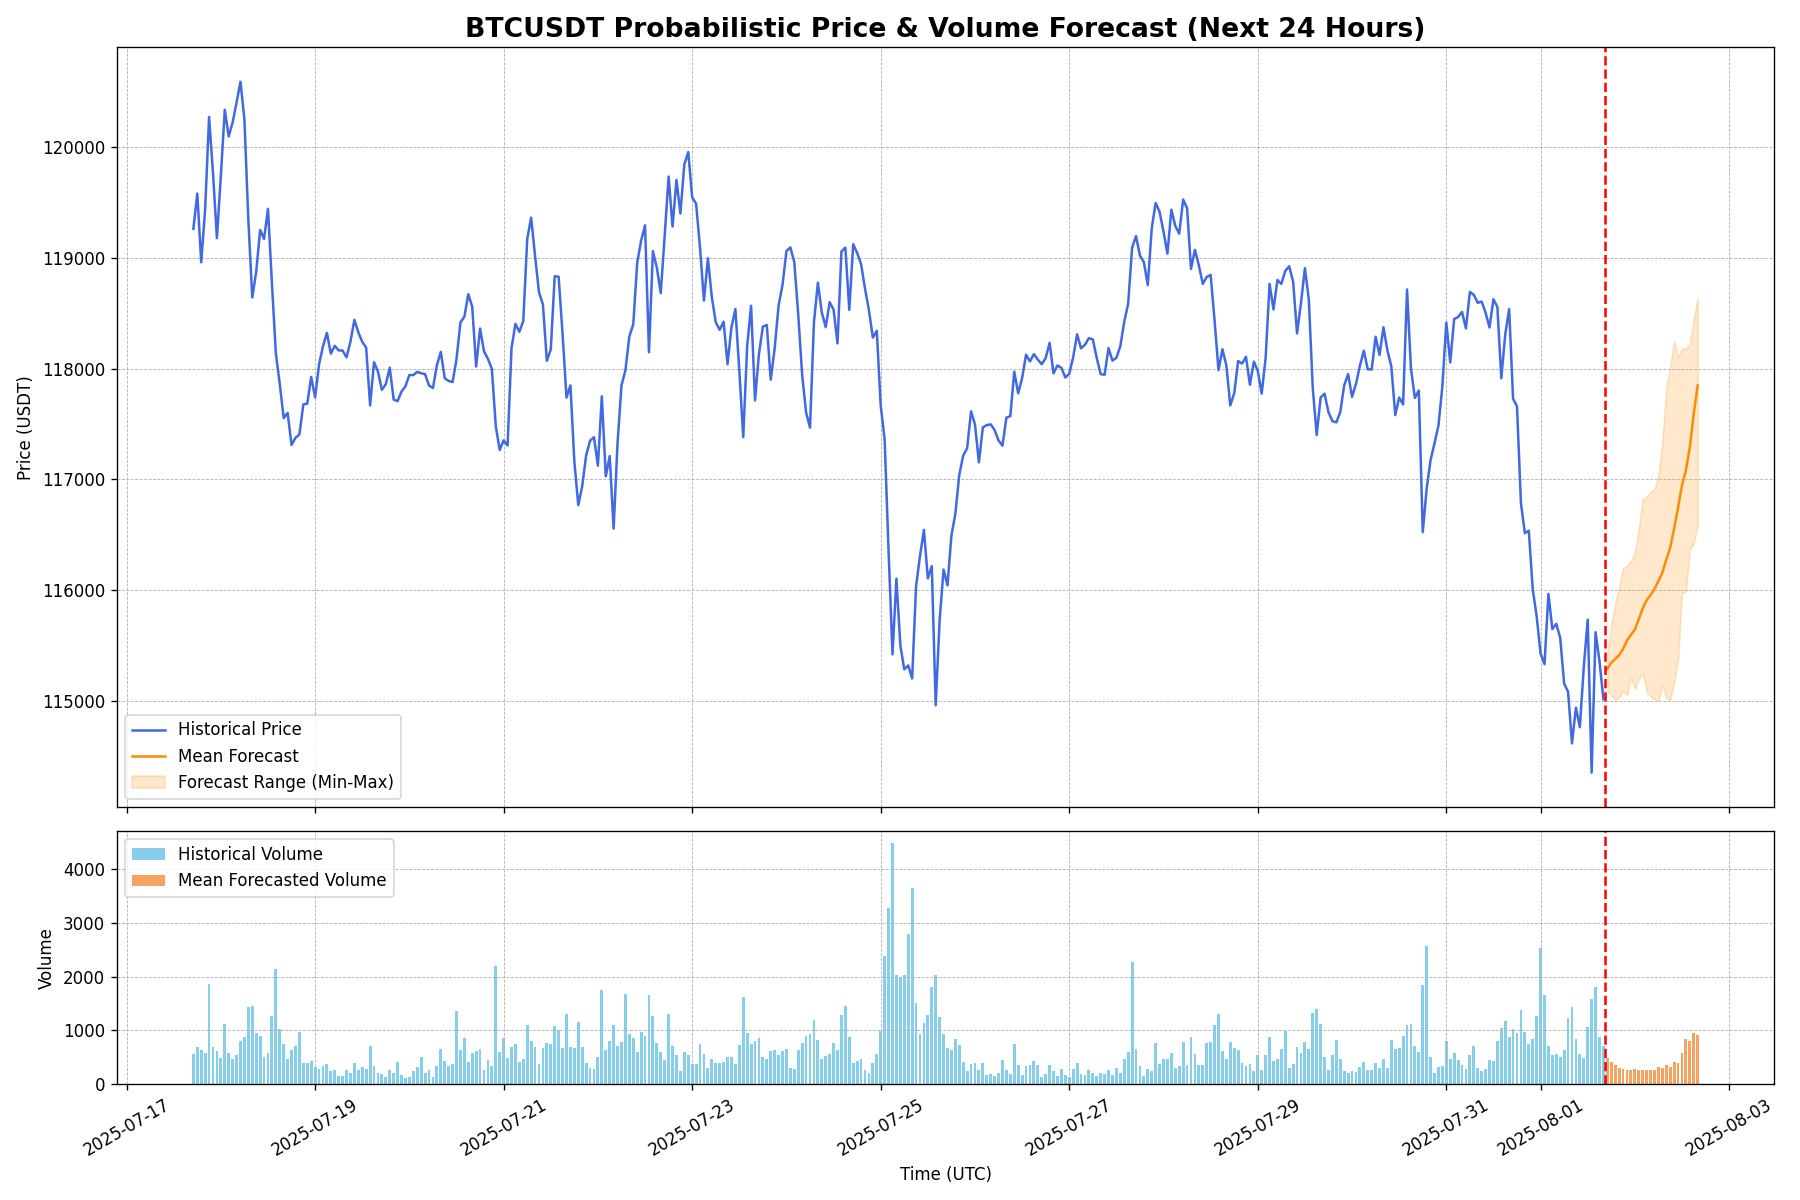 BTCUSDT Probabilistic Price & Volume Forecast (Next 24 Hours)
Price (USDT)
120000
119000
118000
117000
116000
115000
Historical Price
Mean Forecast
Forecast Range (Min-Max)
Volume
4000
3000
2000
1000
0
Historical Volume
Mean Forecasted Volume
2025-07-17
2025-07-19
2025-07-21
2025-07-23
2025-07-25
2025-07-27
2025-07-29
2025-07-31
2025-08-01
2025-08-03
Time (UTC)